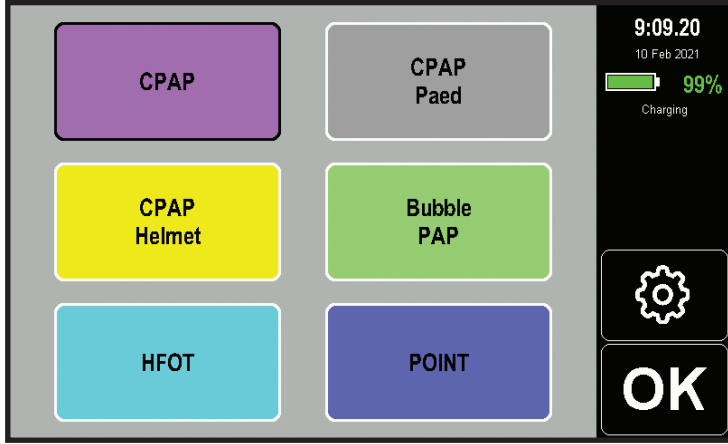 CPAP
CPAP
Paed
CPAP
Helmet
Bubble
PAP
HFOT
POINT
9:09.20
10 Feb 2021
99%
Charging
OK